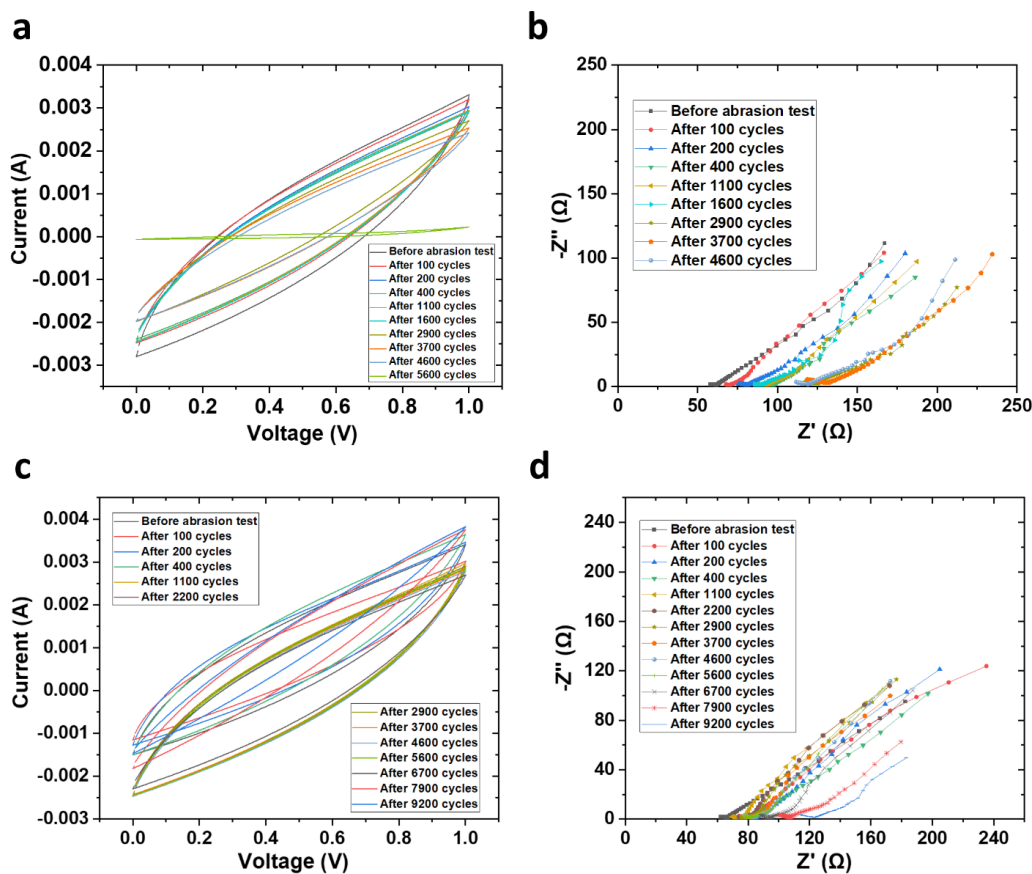 a
0.004
0.003
0.002
0.001
0.000
-0.001
-0.002
-0.003
Current (A)
0.0 0.2 0.4 0.6 0.8 1.0
Voltage (V)
Before abrasion test
After 100 cycles
After 200 cycles
After 400 cycles
After 1100 cycles
After 1600 cycles
After 2900 cycles
After 3700 cycles
After 4600 cycles
After 5600 cycles
b
250
200
150
100
50
0
-Z'' (Ω)
0 50 100 150 200 250
Z' (Ω)
Before abrasion test
After 100 cycles
After 200 cycles
After 400 cycles
After 1100 cycles
After 1600 cycles
After 2900 cycles
After 3700 cycles
After 4600 cycles
c
0.004
0.003
0.002
0.001
0.000
-0.001
-0.002
-0.003
Current (A)
0.0 0.2 0.4 0.6 0.8 1.0
Voltage (V)
Before abrasion test
After 100 cycles
After 200 cycles
After 400 cycles
After 1100 cycles
After 2200 cycles
After 2900 cycles
After 3700 cycles
After 4600 cycles
After 5600 cycles
After 6700 cycles
After 7900 cycles
After 9200 cycles
d
240
200
160
120
80
40
0
-Z'' (Ω)
0 40 80 120 160 200 240
Z' (Ω)
Before abrasion test
After 100 cycles
After 200 cycles
After 400 cycles
After 1100 cycles
After 2200 cycles
After 2900 cycles
After 3700 cycles
After 4600 cycles
After 5600 cycles
After 6700 cycles
After 7900 cycles
After 9200 cycles